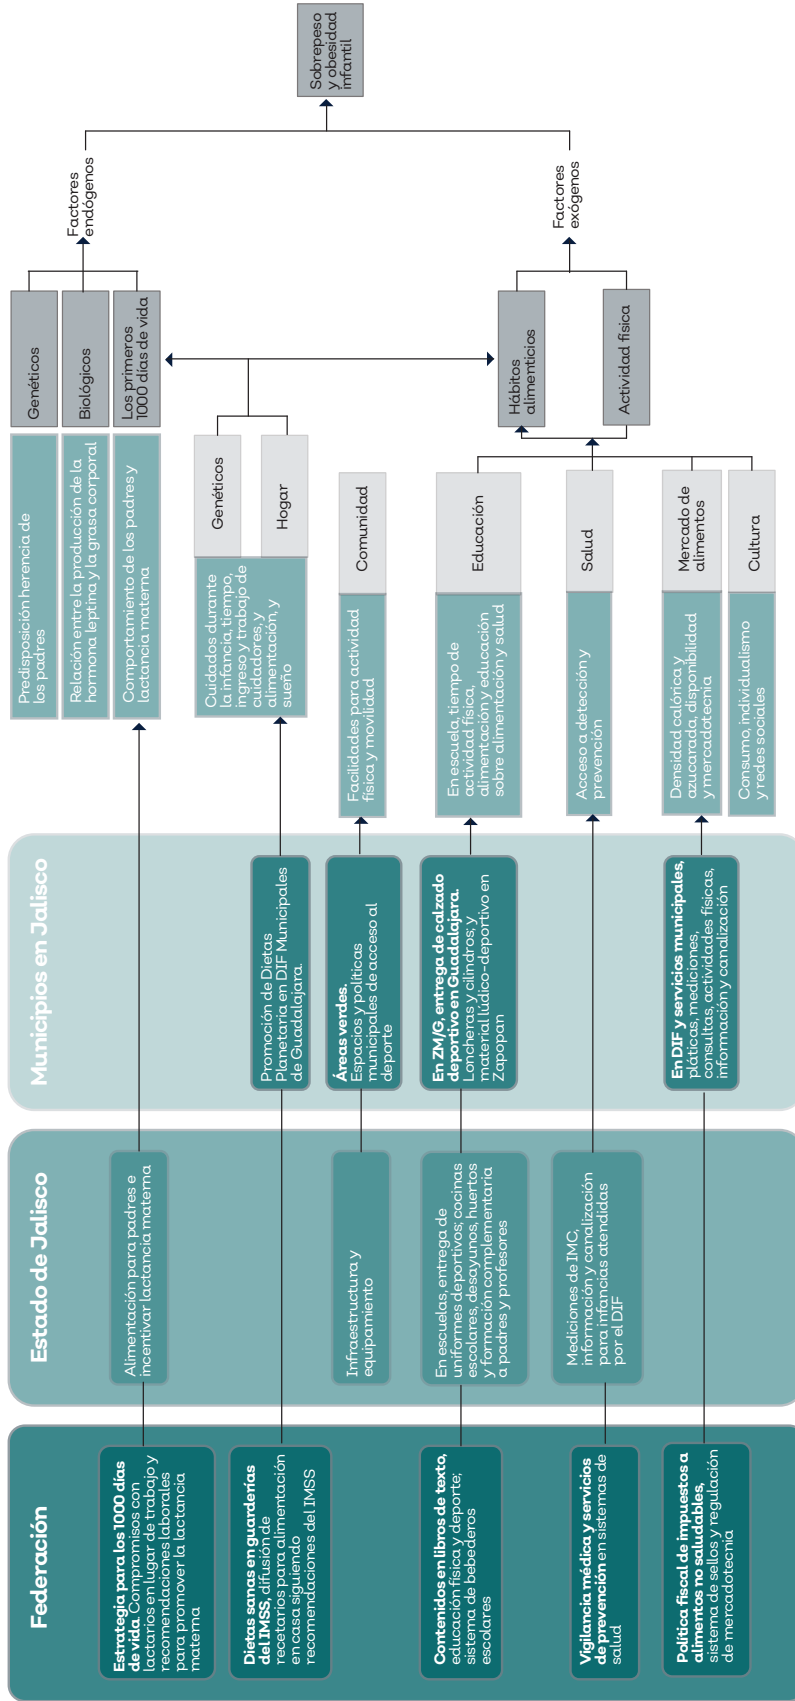 Federación
Estrategia para los 1000 días
de vida. Compromisos con
lactarios en lugar de trabajo y
recomendaciones laborales
para promover la lactancia
materna
Dietas sanas en guarderías
del IMSS, difusión de
recetarios para alimentación
en casa siguiendo
recomendaciones del IMSS
Contenidos en libros de texto,
educación física y deporte;
sistema de bebederos
escolares
Vigilancia médica y servicios
de prevención en sistemas de
salud
Política fiscal de impuestos a
alimentos no saludables,
sistema de sellos y regulación
de mercadotecnia
Estado de Jalisco
Alimentación para padres e
incentivar lactancia materna
Infraestructura y
equipamiento
En escuelas, entrega de
uniformes deportivos; cocinas
escolares, desayunos, huertos
y formación complementaria
a padres y profesores
Mediciones de IMC,
información y canalización
para infancias atendidas
por el DIF
Municipios en Jalisco
Promoción de Dietas
Planetaria en DIF Municipales
de Guadalajara.
Áreas verdes.
Espacios y políticas
municipales de acceso al
deporte
En ZM/G, entrega de calzado
deportivo en Guadalajara.
Loncheras y cilindros; y
material lúdico-deportivo en
Zapopan
En DIF y servicios municipales,
pláticas, mediciones,
consultas, actividades físicas,
información y canalización
Predisposición herencia de
los padres
Relación entre la producción de la
hormona leptina y la grasa corporal
Comportamiento de los padres y
lactancia materna
Cuidados durante
la infancia, tiempo,
ingreso y trabajo de
cuidadores, y
alimentación, y
sueño
Facilidades para actividad
física y movilidad
En escuela, tiempo de
actividad física,
alimentación y educación
sobre alimentación y salud
Acceso a detección y
prevención
Densidad calórica y
azucarada, disponibilidad
y mercadotecnia
Consumo, individualismo
y redes sociales
Genéticos
Biológicos
Los primeros
1000 días de vida
Genéticos
Hogar
Comunidad
Educación
Salud
Mercado de
alimentos
Cultura
Hábitos
alimenticios
Actividad física
Factores
endógenos
Factores
exógenos
Sobrepeso
y obesidad
infantil